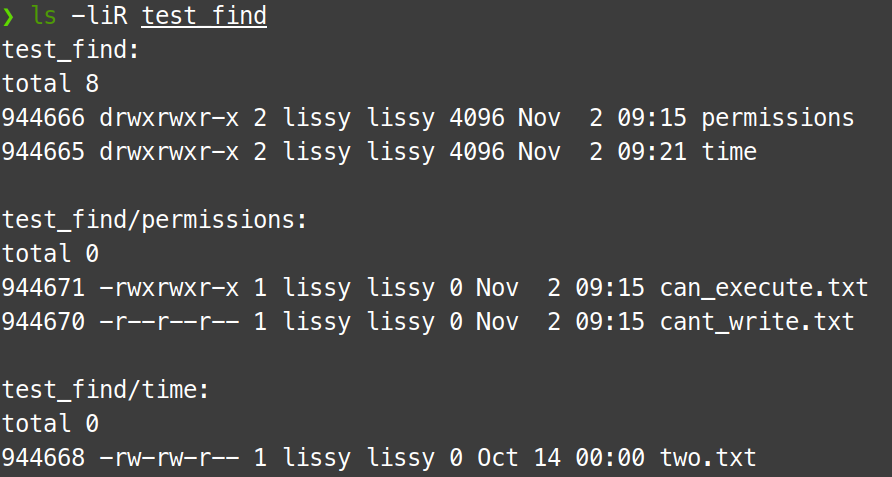 ❯ ls -liR test_find
test_find:
total 8
944666 drwxrwxr-x 2 lissy lissy 4096 Nov  2 09:15 permissions
944665 drwxrwxr-x 2 lissy lissy 4096 Nov  2 09:21 time

test_find/permissions:
total 0
944671 -rwxrwxr-x 1 lissy lissy 0 Nov  2 09:15 can_execute.txt
944670 -r--r--r-- 1 lissy lissy 0 Nov  2 09:15 cant_write.txt

test_find/time:
total 0
944668 -rw-rw-r-- 1 lissy lissy 0 Oct 14 00:00 two.txt